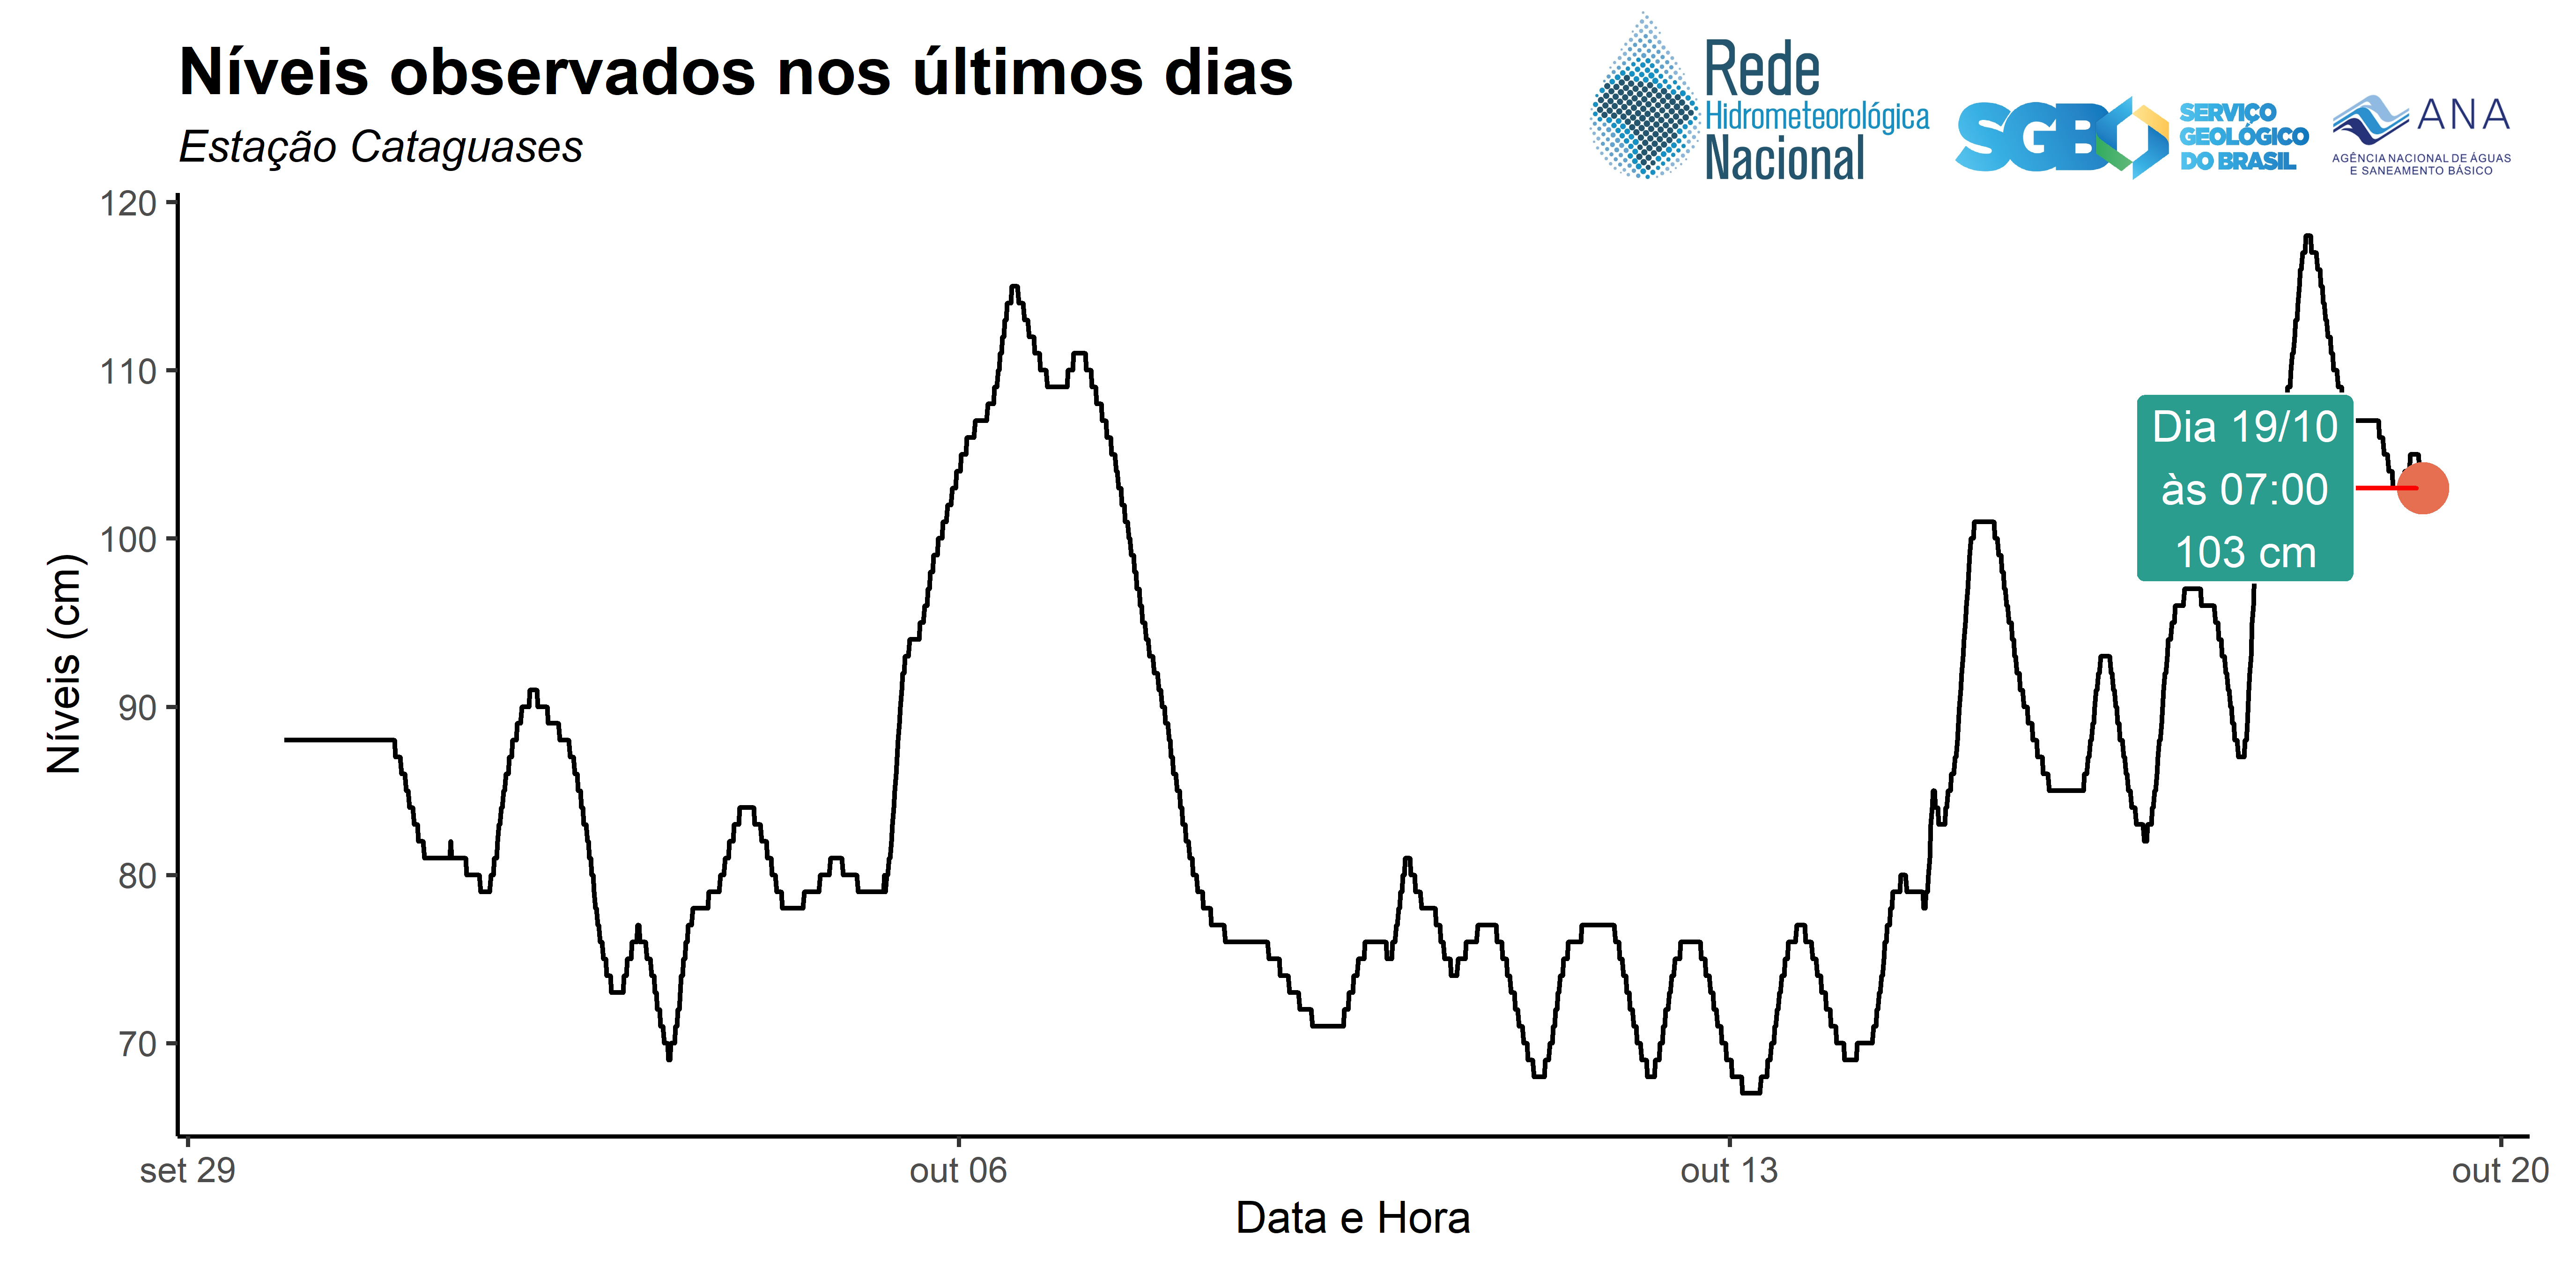 Níveis observados nos últimos dias
Estação Cataguases
Rede
Hidrometeorológica
Nacional
SGB
SERVIÇO
GEOLÓGICO
DO BRASIL
ANA
AGÊNCIA NACIONAL DE ÁGUAS
E SANEAMENTO BÁSICO
120
110
100
90
80
70
Níveis (cm)
Dia 19/10
às 07:00
103 cm
set 29
out 06
out 13
out 20
Data e Hora